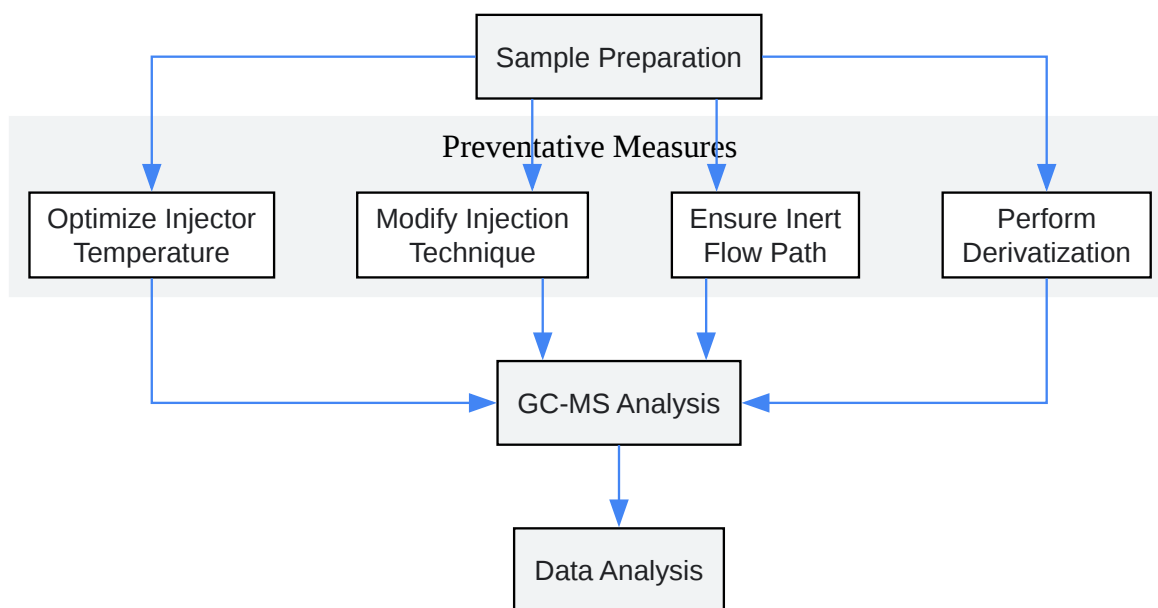 Sample Preparation
Preventative Measures
Optimize Injector
Temperature
Modify Injection
Technique
Ensure Inert
Flow Path
Perform
Derivatization
GC-MS Analysis
Data Analysis